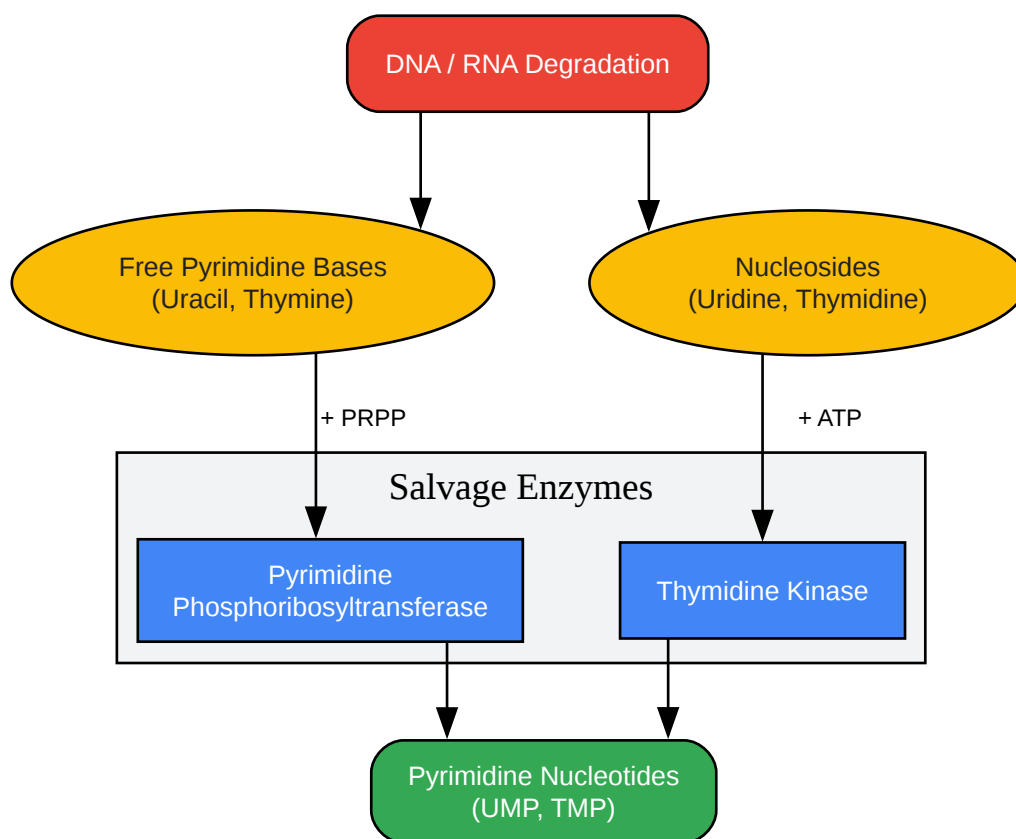 DNA / RNA Degradation
Free Pyrimidine Bases
(Uracil, Thymine)
Nucleosides
(Uridine, Thymidine)
+ PRPP
+ ATP
Salvage Enzymes
Pyrimidine
Phosphoribosyltransferase
Thymidine Kinase
Pyrimidine Nucleotides
(UMP, TMP)